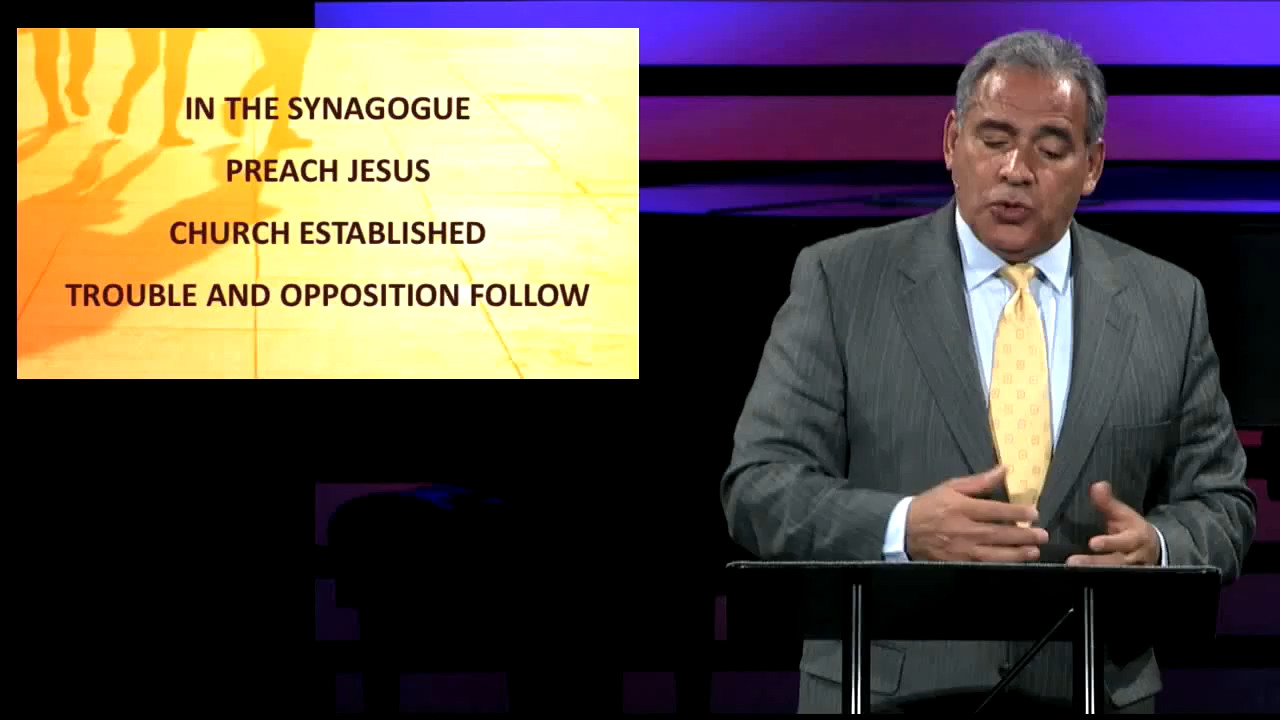 IN THE SYNAGOGUE
PREACH JESUS
CHURCH ESTABLISHED
TROUBLE AND OPPOSITION FOLLOW